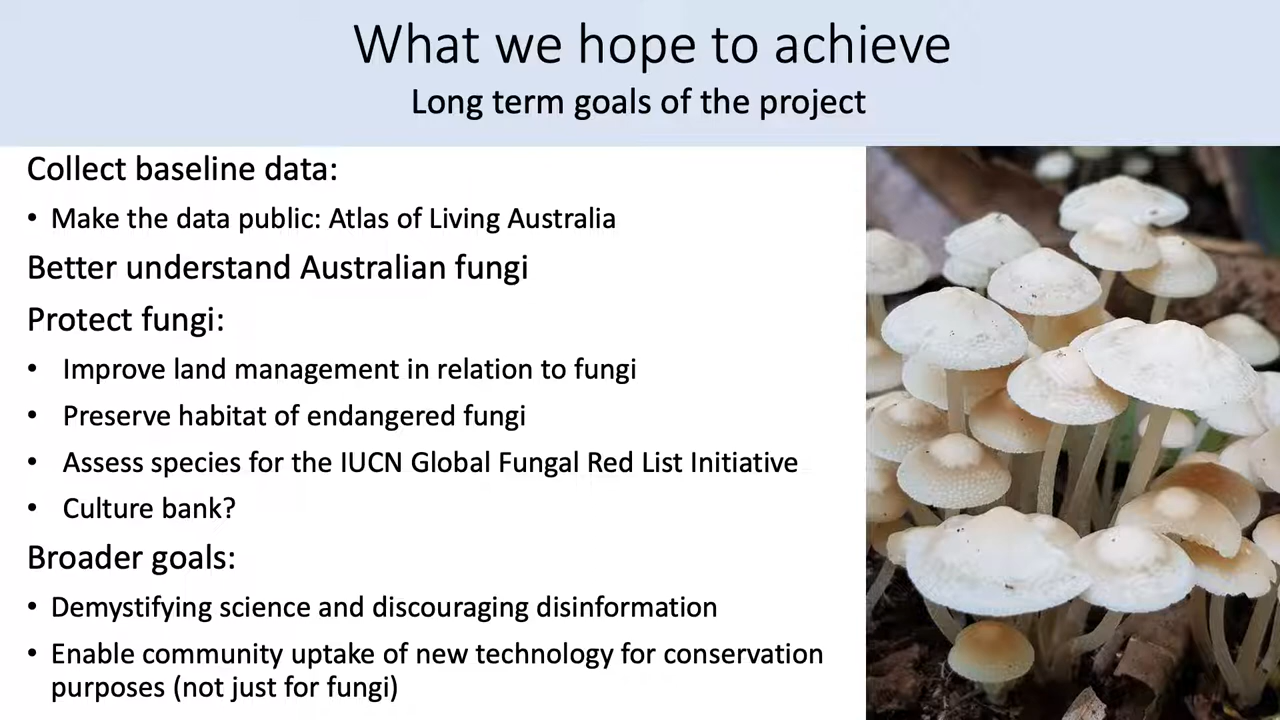 What we hope to achieve
Long term goals of the project
Collect baseline data:
• Make the data public: Atlas of Living Australia
Better understand Australian fungi
Protect fungi:
• Improve land management in relation to fungi
• Preserve habitat of endangered fungi
• Assess species for the IUCN Global Fungal Red List Initiative
• Culture bank?
Broader goals:
• Demystifying science and discouraging disinformation
• Enable community uptake of new technology for conservation
purposes (not just for fungi)